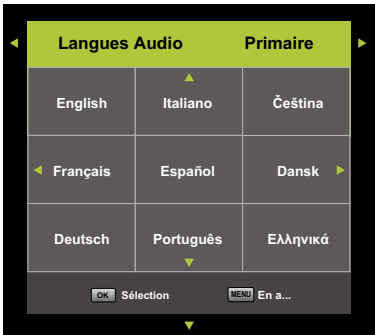 Langues Audio Primaire
English Italiano Čeština
Français Español Dansk
Deutsch Português Ελληνικά
OK Sélection MENU En a...